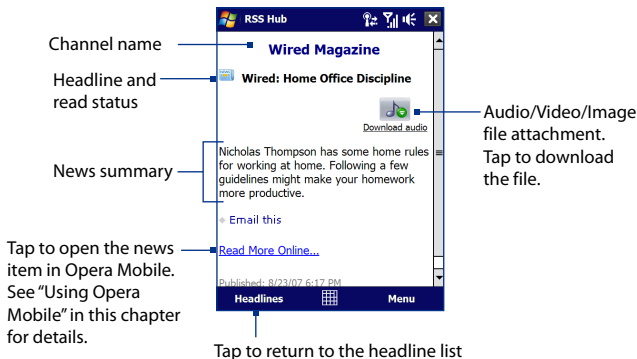 RSS Hub
Channel name
Wired Magazine
Headline and
read status
Wired: Home Office Discipline
Download audio
Audio/Video/Image
file attachment.
Tap to download
the file.
News summary
Nicholas Thompson has some home rules
for working at home. Following a few
guidelines might make your homework
more productive.
Email this
Tap to open the news
item in Opera Mobile.
See “Using Opera
Mobile” in this chapter
for details.
Read More Online...
Published: 8/23/07 6:17 PM
Headlines
Menu
Tap to return to the headline list